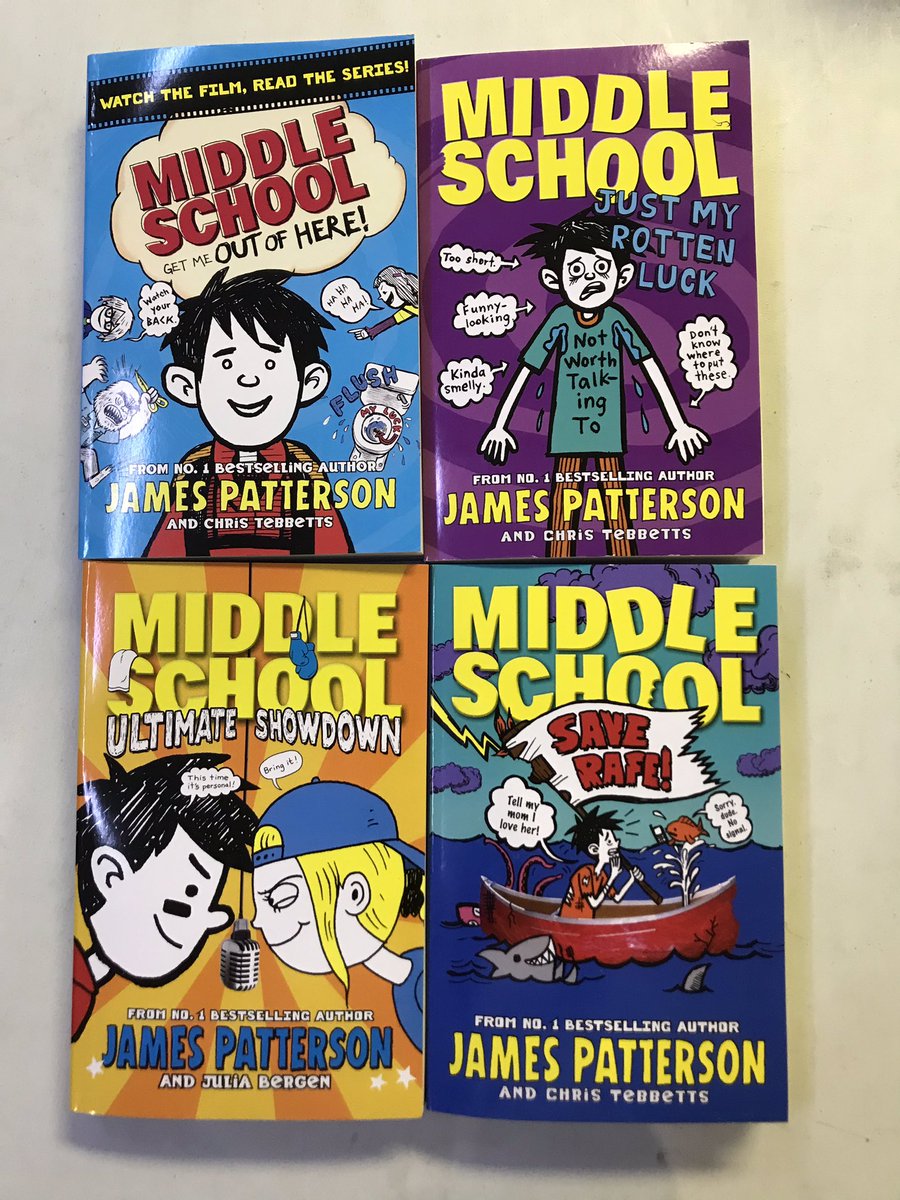 WATCH THE FILM, READ THE SERIES!
MIDDLE
SCHOOL
GET ME OUT OF HERE!
Watch
your
BACK.
HA HA
HA HA!
FLUSH
MY LUCK
FROM NO. 1 BESTSELLING AUTHOR
JAMES PATTERSON
AND CHRIS TEBBETTS
MIDDLE
SCHOOL
JUST MY
ROTTEN
LUCK
Too short.
Funny-
looking.
Kinda
smelly.
Not
Worth
Talk-
ing
To
Don't
know
where
to put
these.
FROM NO. 1 BESTSELLING AUTHOR
JAMES PATTERSON
AND CHRIS TEBBETTS
MIDDLE
SCHOOL
ULTIMATE SHOWDOWN
This time
it's personal!
Bring it!
FROM NO. 1 BESTSELLING AUTHOR
JAMES PATTERSON
AND JULIA BERGEN
MIDDLE
SCHOOL
SAVE
RAFE!
Tell my
mom I
love her!
Sorry,
dude.
No
signal.
FROM NO. 1 BESTSELLING AUTHOR
JAMES PATTERSON
AND CHRIS TEBBETTS